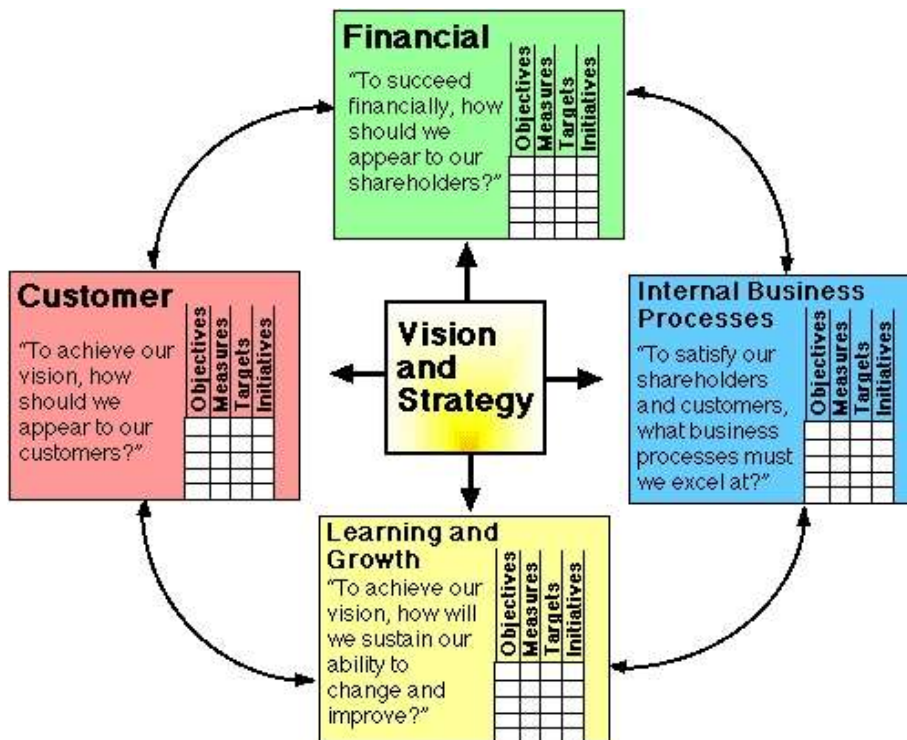 Financial
“To succeed
financially, how
should we
appear to our
shareholders?”
Objectives
Measures
Targets
Initiatives
Customer
“To achieve our
vision, how
should we
appear to our
customers?”
Objectives
Measures
Targets
Initiatives
Vision
and
Strategy
Internal Business
Processes
“To satisfy our
shareholders
and customers,
what business
processes must
we excel at?”
Objectives
Measures
Targets
Initiatives
Learning and
Growth
“To achieve our
vision, how will
we sustain our
ability to
change and
improve?”
Objectives
Measures
Targets
Initiatives